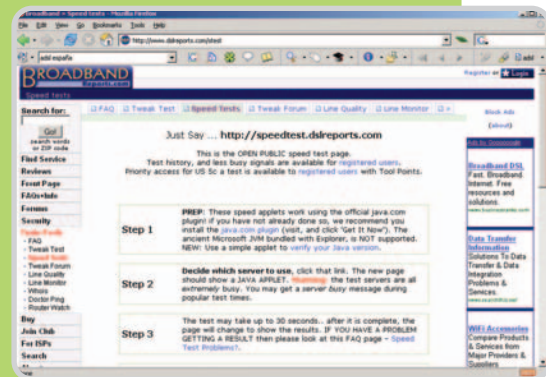 Broadband » Speed tests - Mozilla Firefox
File Edit View Go Bookmarks Tools Help
http://www.dslreports.com/stest
adsl españa
BROADBAND
Reports.com
Register or Login
Speed tests
Search for:
Go!
search words
or ZIP code
Find Service
Reviews
Front Page
FAQs+Info
Forums
Security
- FAQ
- Tweak Test
- Speed Tests
- Tweak Forum
- Line Quality
- Line Monitor
- Whois
- Doctor Ping
- Router Watch
Buy
Join Club
For ISPs
Search
FAQ Tweak Test Speed Tests Tweak Forum Line Quality Line Monitor
Just Say ... http://speedtest.dslreports.com
This is the OPEN PUBLIC speed test page.
Test history, and less busy signals are available for registered users.
Priority access for US 5c a test is available to registered users with Tool Points.
Step 1
PREP: These speed applets work using the official java.com
plugin: if you have not already done so, we recommend you
install the java.com plugin (visit, and click "Get It Now"). The
ancient Microsoft JVM bundled with Explorer, is NOT supported.
NEW: Use a simple applet to verify your Java version.
Step 2
Decide which server to use, click that link. The new page
should show a JAVA APPLET. Warning: the test servers are all
extremely busy. You may get a server busy message during
popular test times.
Step 3
The test may take up to 30 seconds.. after it is complete, the
page will change to show the results. IF YOU HAVE A PROBLEM
GETTING A RESULT then please look at this FAQ page - Speed
Test Problems?.
Block Ads
(about)
Broadband DSL
Fast. Broadband.
Internet. Free
resources and
solutions.
Data Transfer
Information
Solutions To Data
Transfer & Data
Integration
Problems &
Services.
WiFi Accessories
Compare Products
& Services from
Major Providers &
Suppliers